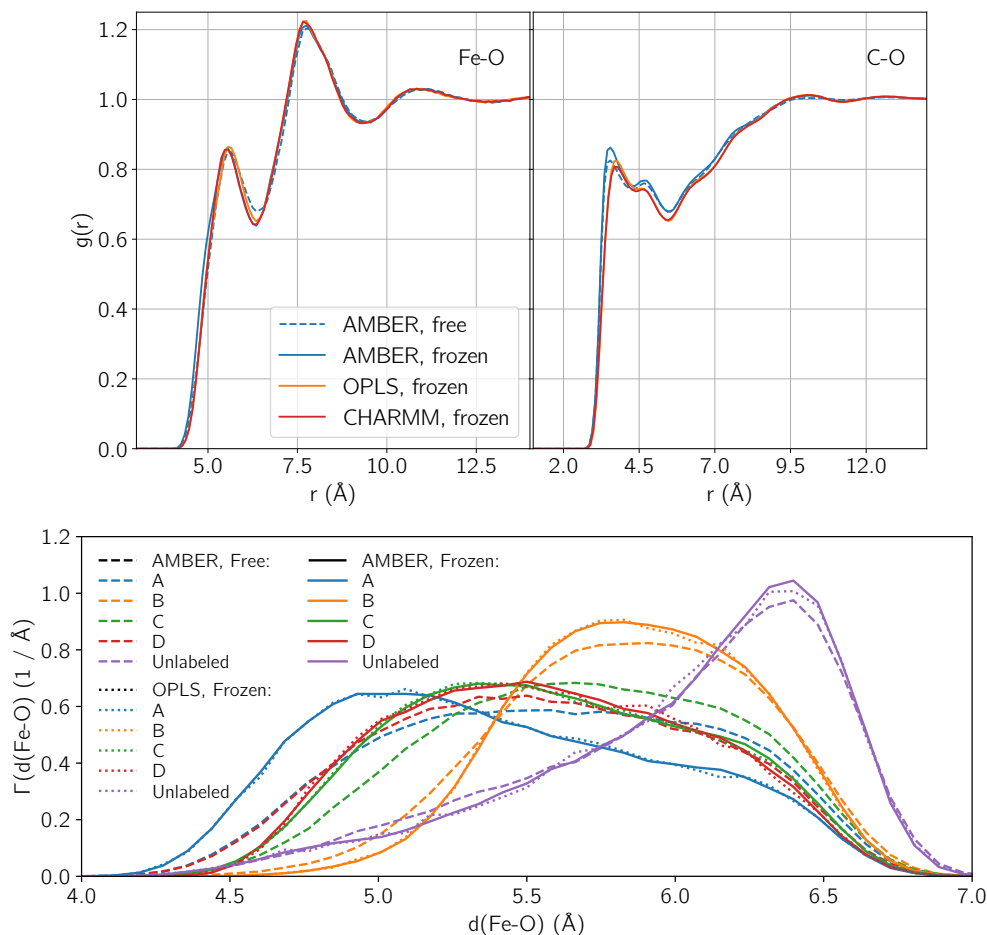 1.2
1.0
0.8
0.6
0.4
0.2
0.0
g(r)
Fe-O
C-O
AMBER, free
AMBER, frozen
OPLS, frozen
CHARMM, frozen
5.0 7.5 10.0 12.5
r (Å)
2.0 4.5 7.0 9.5 12.0
r (Å)
1.2
1.0
0.8
0.6
0.4
0.2
0.0
Γ(d(Fe-O) (1 / Å)
AMBER, Free:
A
B
C
D
Unlabeled
OPLS, Frozen:
A
B
C
D
Unlabeled
AMBER, Frozen:
A
B
C
D
Unlabeled
4.0 4.5 5.0 5.5 6.0 6.5 7.0
d(Fe-O) (Å)